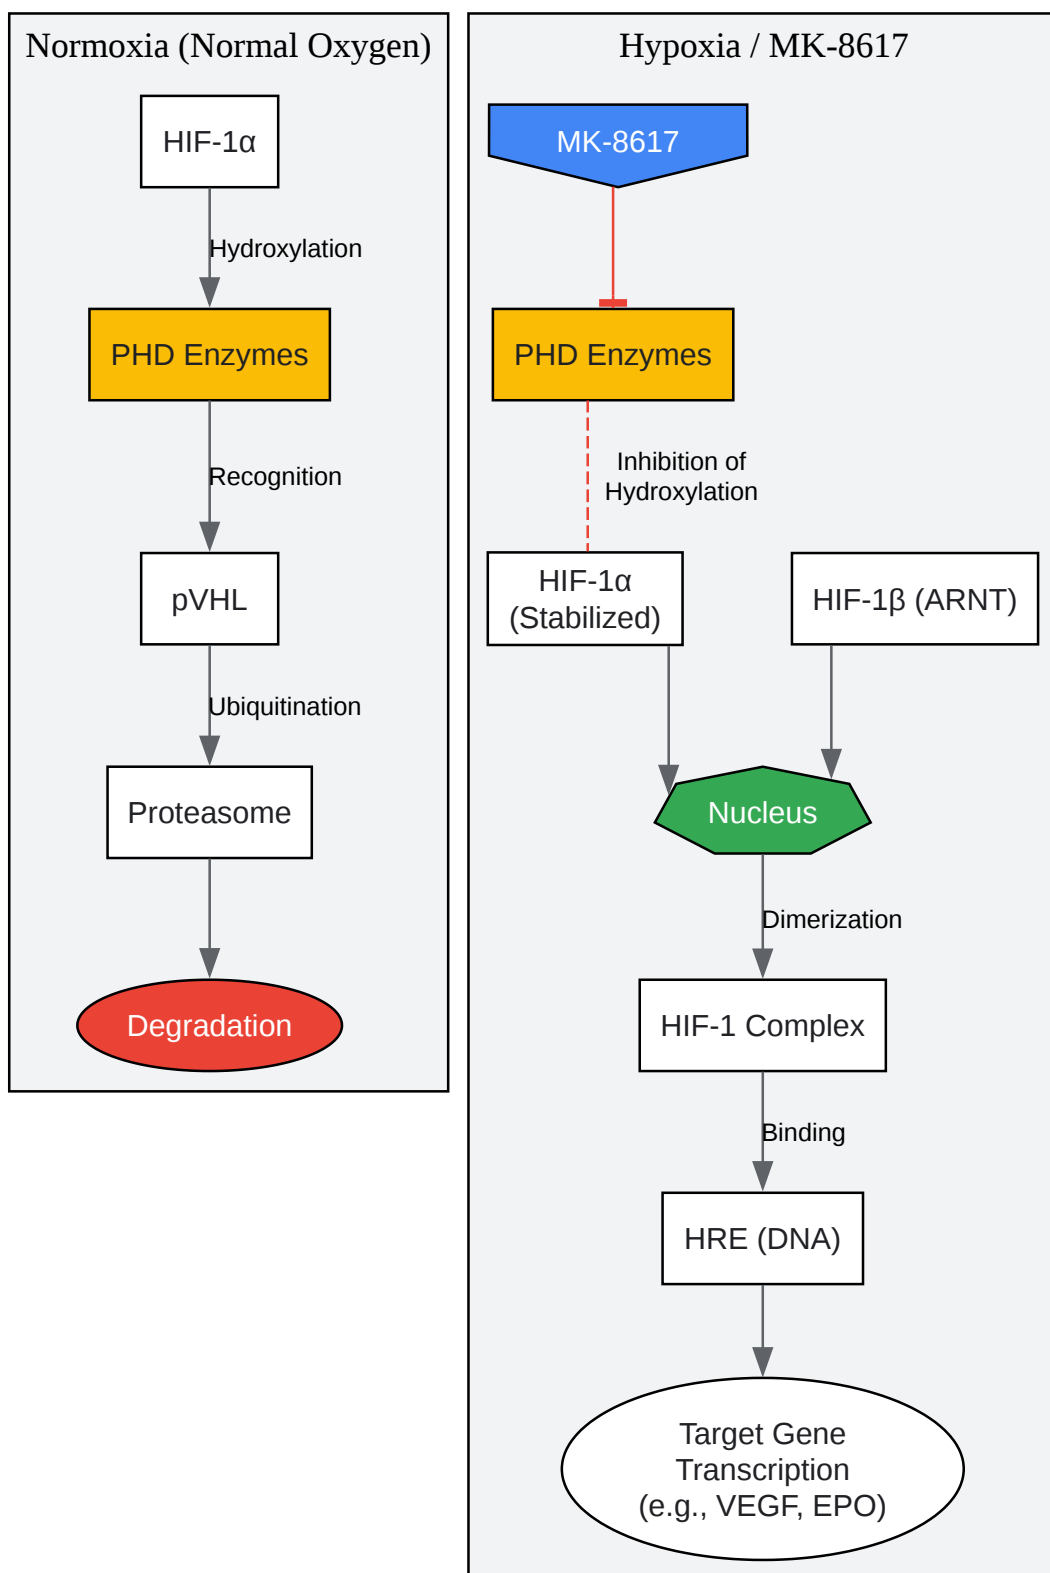 Normoxia (Normal Oxygen)
HIF-1α
Hydroxylation
PHD Enzymes
Recognition
pVHL
Ubiquitination
Proteasome
Degradation
Hypoxia / MK-8617
MK-8617
PHD Enzymes
Inhibition of
Hydroxylation
HIF-1α
(Stabilized)
HIF-1β (ARNT)
Nucleus
Dimerization
HIF-1 Complex
Binding
HRE (DNA)
Target Gene
Transcription
(e.g., VEGF, EPO)